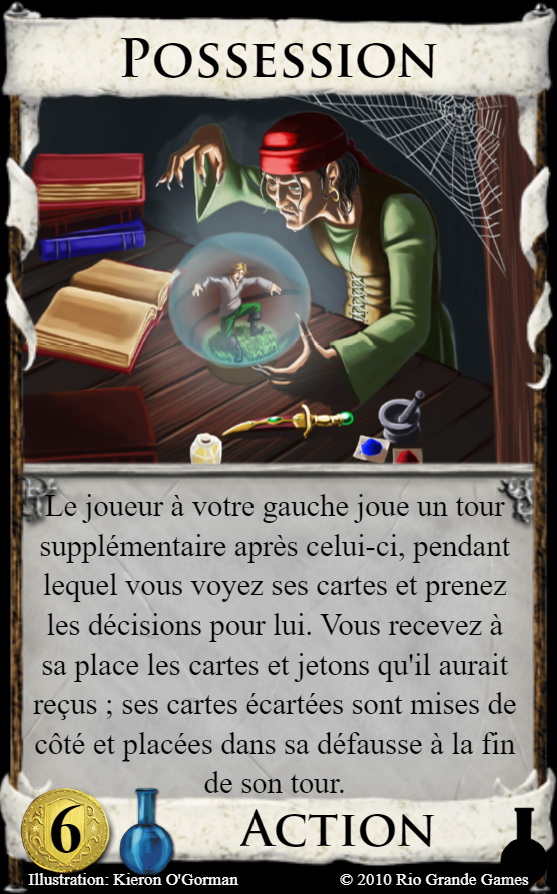 POSSESSION
Le joueur à votre gauche joue un tour
supplémentaire après celui-ci, pendant
lequel vous voyez ses cartes et prenez
les décisions pour lui. Vous recevez à
sa place les cartes et jetons qu'il aurait
reçus ; ses cartes écartées sont mises de
côté et placées dans sa défausse à la fin
de son tour.
6 ACTION
Illustration: Kieron O'Gorman © 2010 Rio Grande Games